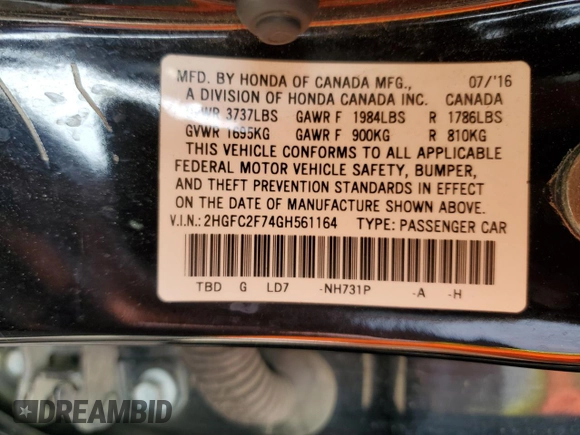 MFD. BY HONDA OF CANADA MFG., 07/'16
A DIVISION OF HONDA CANADA INC. CANADA
GVWR 3737LBS GAWR F 1984LBS R 1786LBS
GVWR 1695KG GAWR F 900KG R 810KG
THIS VEHICLE CONFORMS TO ALL APPLICABLE
FEDERAL MOTOR VEHICLE SAFETY, BUMPER,
AND THEFT PREVENTION STANDARDS IN EFFECT
ON THE DATE OF MANUFACTURE SHOWN ABOVE.
V.I.N.: 2HGFC2F74GH561164 TYPE: PASSENGER CAR
TBD G LD7 -NH731P -A -H
DREAMBID